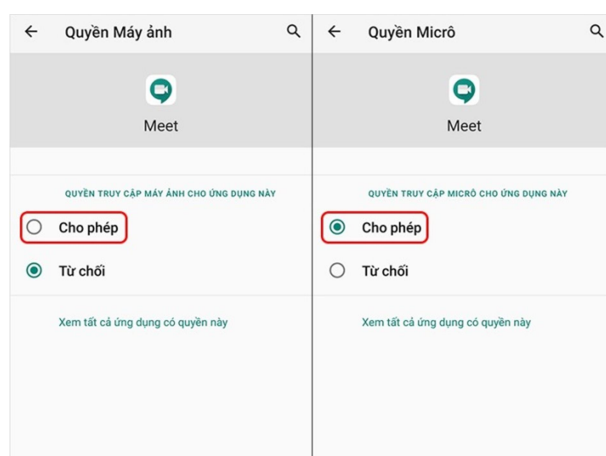 Quyền Máy ảnh
Meet
QUYỀN TRUY CẬP MÁY ẢNH CHO ỨNG DỤNG NÀY
Cho phép
Từ chối
Xem tất cả ứng dụng có quyền này
Quyền Micrô
Meet
QUYỀN TRUY CẬP MICRÔ CHO ỨNG DỤNG NÀY
Cho phép
Từ chối
Xem tất cả ứng dụng có quyền này